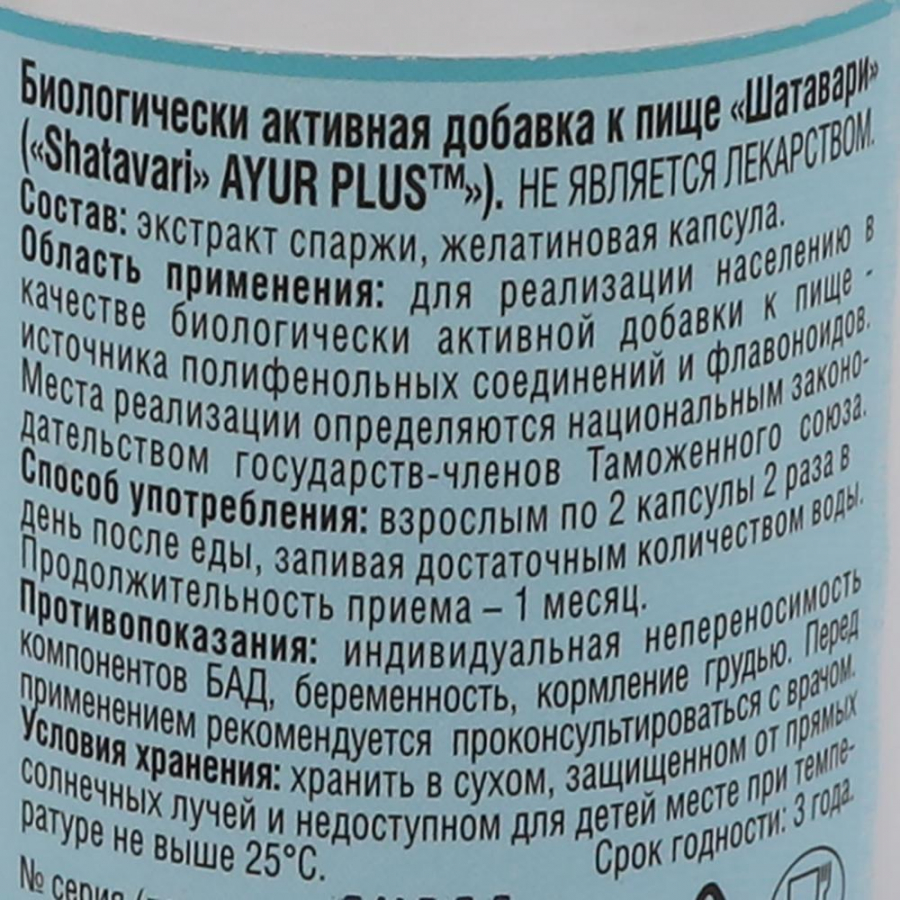 Биологически активная добавка к пище «Шатавари»
(«Shatavari» AYUR PLUS™»). НЕ ЯВЛЯЕТСЯ ЛЕКАРСТВОМ.
Состав: экстракт спаржи, желатиновая капсула.
Область применения: для реализации населению в
качестве биологически активной добавки к пище -
источника полифенольных соединений и флавоноидов.
Места реализации определяются национальным законо-
дательством государств-членов Таможенного союза.
Способ употребления: взрослым по 2 капсулы 2 раза в
день после еды, запивая достаточным количеством воды.
Продолжительность приема – 1 месяц.
Противопоказания: индивидуальная непереносимость
компонентов БАД, беременность, кормление грудью. Перед
применением рекомендуется проконсультироваться с врачом.
Условия хранения: хранить в сухом, защищенном от прямых
солнечных лучей и недоступном для детей месте при темпе-
ратуре не выше 25°С. Срок годности: 3 года.
№ серия